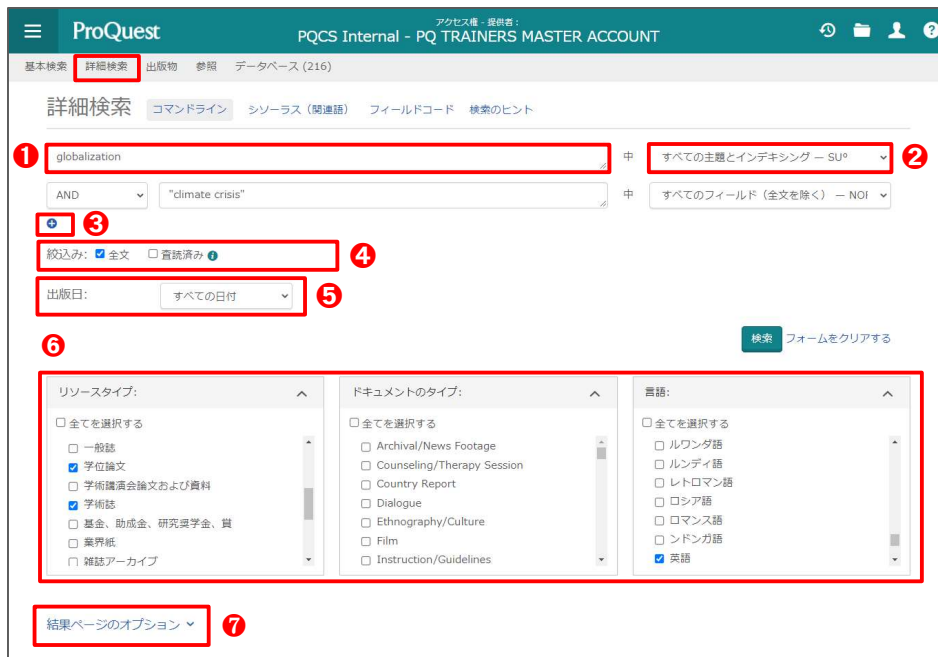 ProQuest
アクセス権 - 提供者：
PQCS Internal - PQ TRAINERS MASTER ACCOUNT
基本検索 詳細検索 出版物 参照 データベース (216)
詳細検索 コマンドライン シソーラス（関連語） フィールドコード 検索のヒント
❶ globalization 中 すべての主題とインデキシング — SU° ❷
AND "climate crisis" 中 すべてのフィールド（全文を除く） — NOF
❸
絞込み: 全文 査読済み ❹
出版日: すべての日付 ❺
検索 フォームをクリアする
❻
リソースタイプ:
全てを選択する
一般誌
学位論文
学術講演会論文および資料
学術誌
基金、助成金、研究奨学金、賞
業界紙
雑誌アーカイブ
ドキュメントのタイプ:
全てを選択する
Archival/News Footage
Counseling/Therapy Session
Country Report
Dialogue
Ethnography/Culture
Film
Instruction/Guidelines
言語:
全てを選択する
ルワンダ語
ルンディ語
レトロマン語
ロシア語
ロマンス語
ンドンガ語
英語
結果ページのオプション ❼